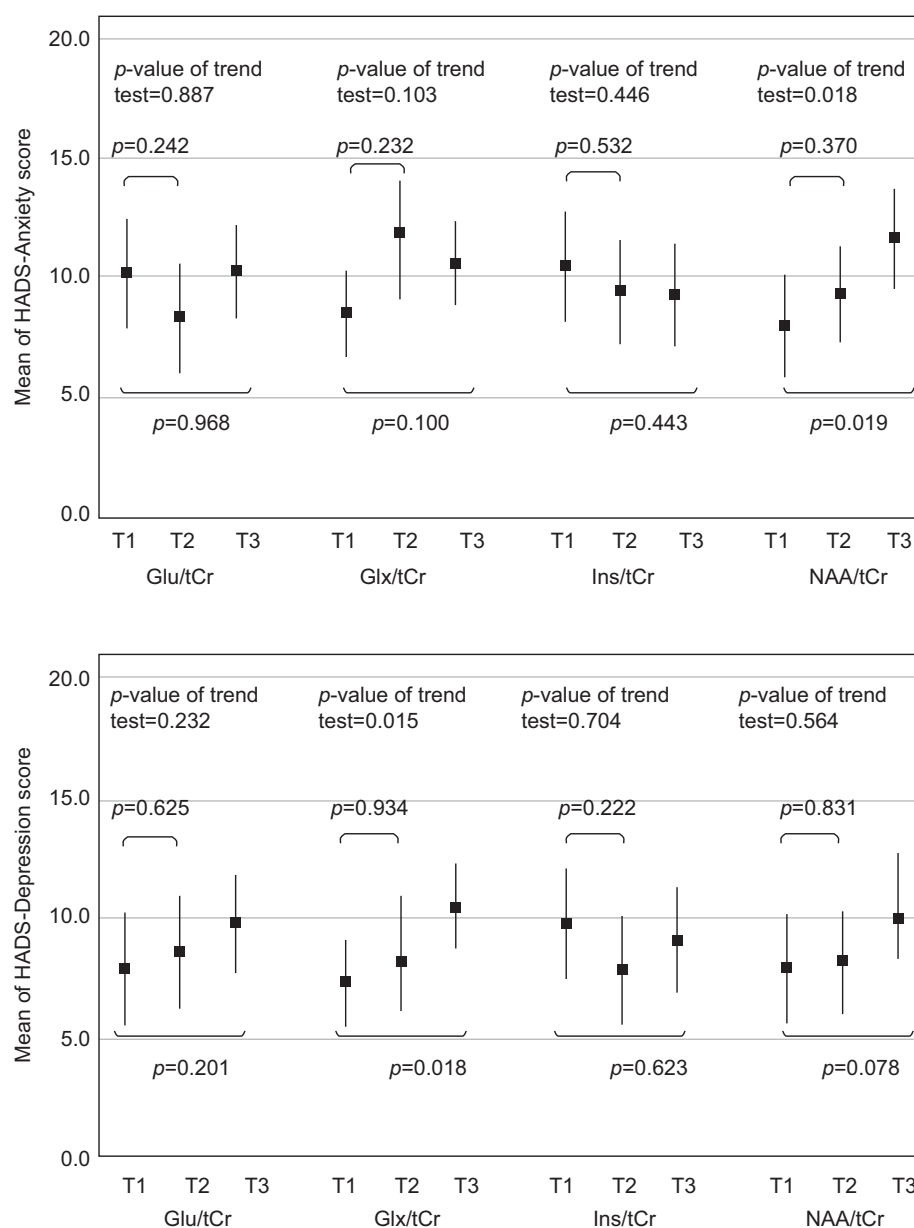 Mean of HADS-Anxiety score
20.0
15.0
10.0
5.0
0.0
p-value of trend
test=0.887
p-value of trend
test=0.103
p-value of trend
test=0.446
p-value of trend
test=0.018
p=0.242
p=0.232
p=0.532
p=0.370
p=0.968
p=0.100
p=0.443
p=0.019
T1 T2 T3 T1 T2 T3 T1 T2 T3 T1 T2 T3
Glu/tCr Glx/tCr Ins/tCr NAA/tCr
Mean of HADS-Depression score
20.0
15.0
10.0
5.0
0.0
p-value of trend
test=0.232
p-value of trend
test=0.015
p-value of trend
test=0.704
p-value of trend
test=0.564
p=0.625
p=0.934
p=0.222
p=0.831
p=0.201
p=0.018
p=0.623
p=0.078
T1 T2 T3 T1 T2 T3 T1 T2 T3 T1 T2 T3
Glu/tCr Glx/tCr Ins/tCr NAA/tCr